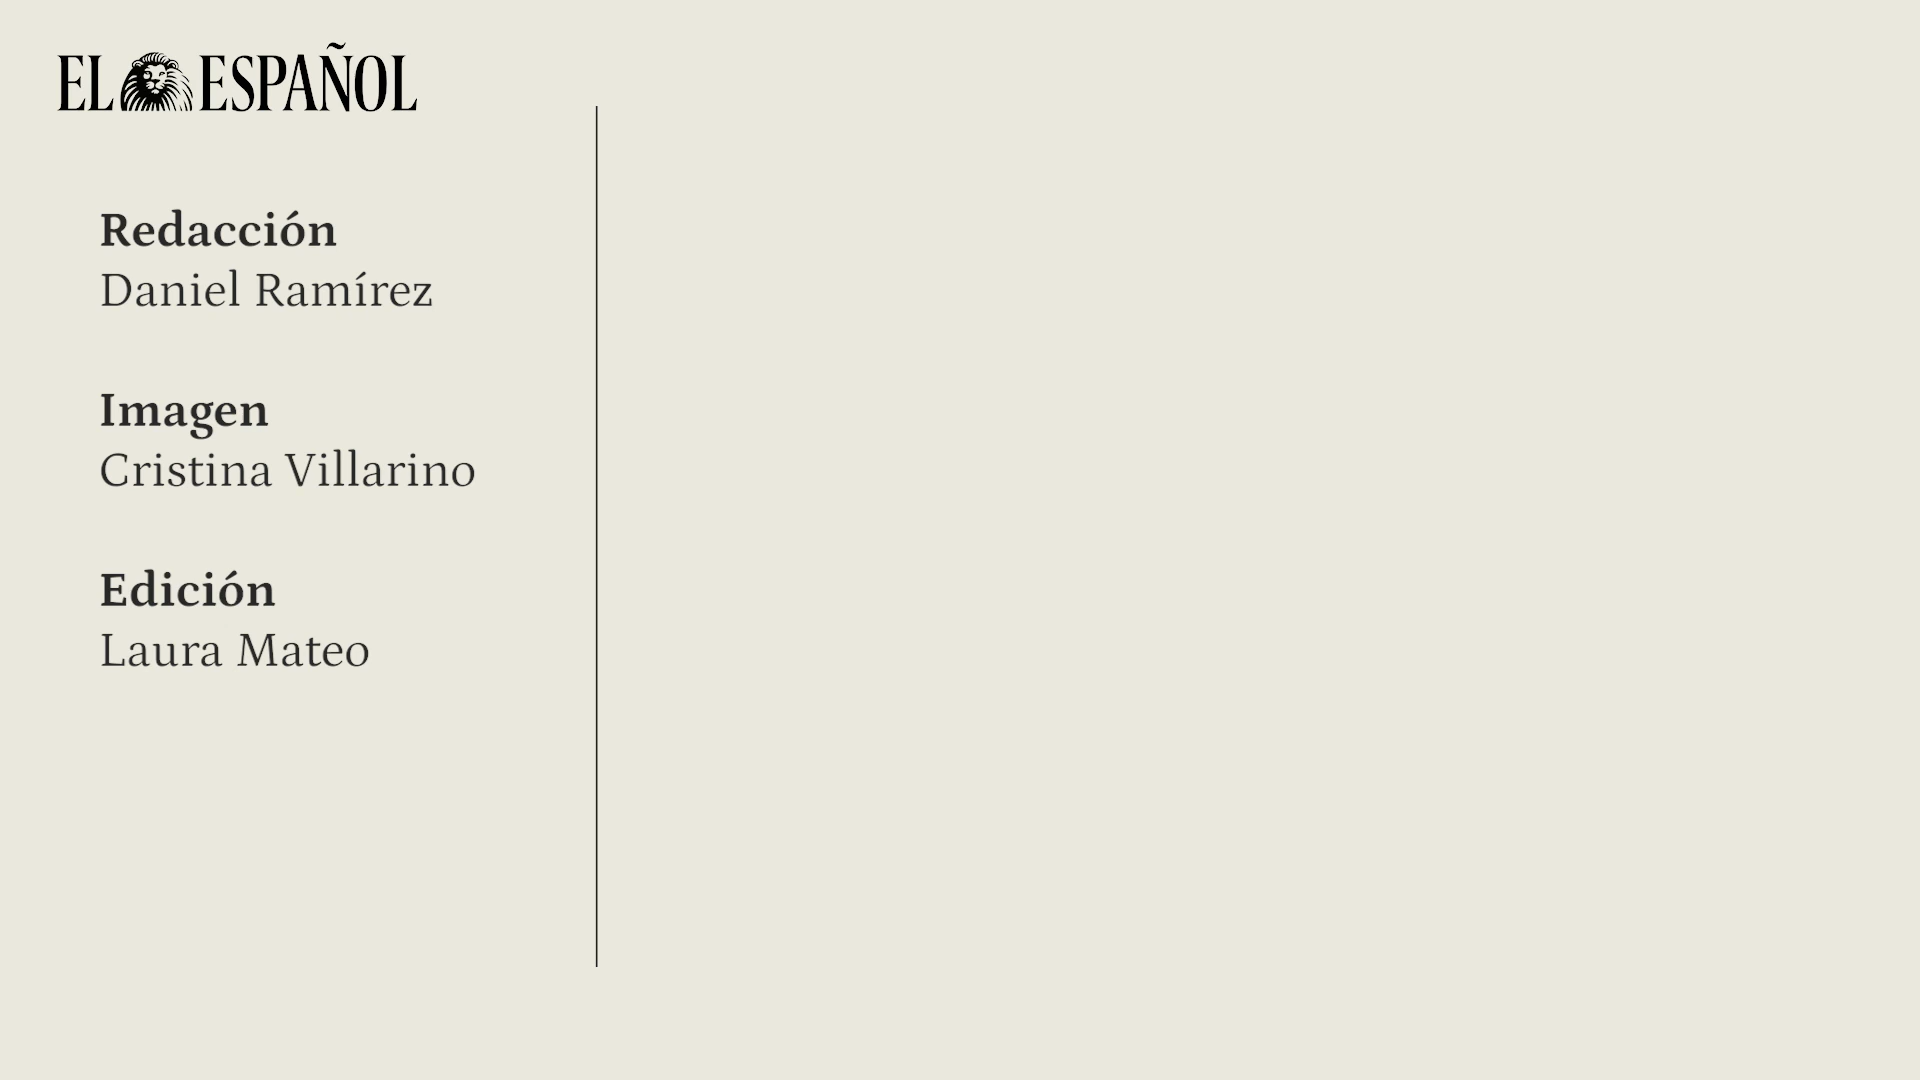 EL ESPAÑOL
Redacción
Daniel Ramírez
Imagen
Cristina Villarino
Edición
Laura Mateo